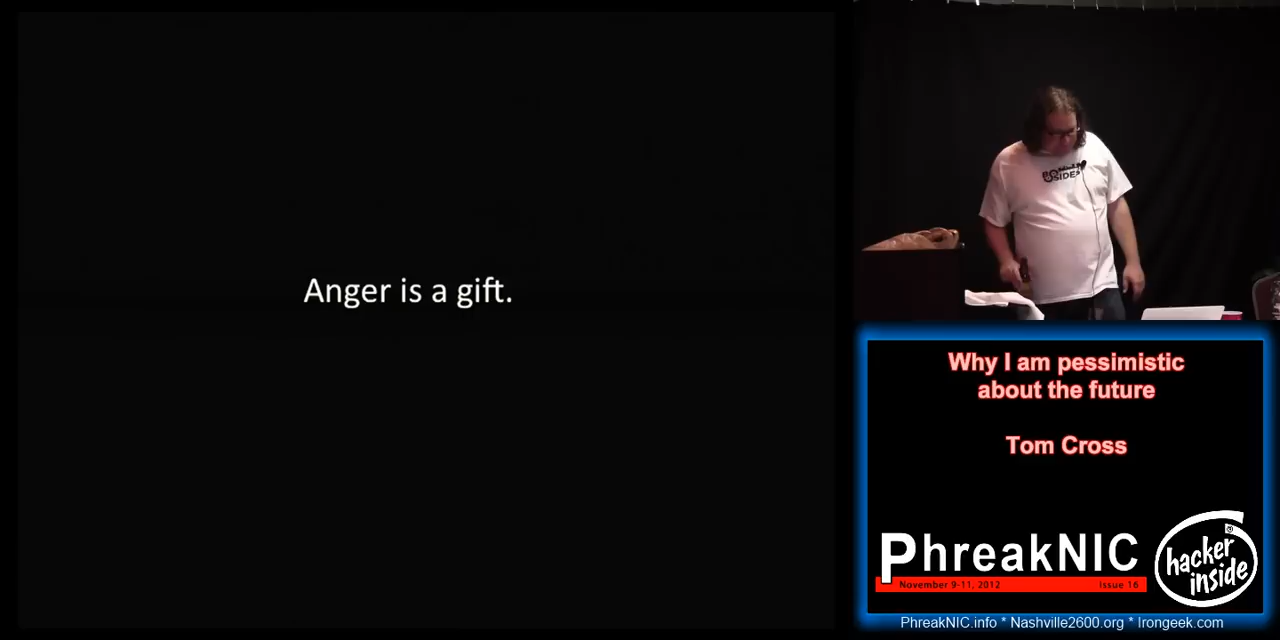 Anger is a gift.
B SIDES
Why I am pessimistic
about the future
Tom Cross
PhreakNIC
November 9-11, 2012 Issue 16
hacker
inside
®
PhreakNIC.info * Nashville2600.org * Irongeek.com